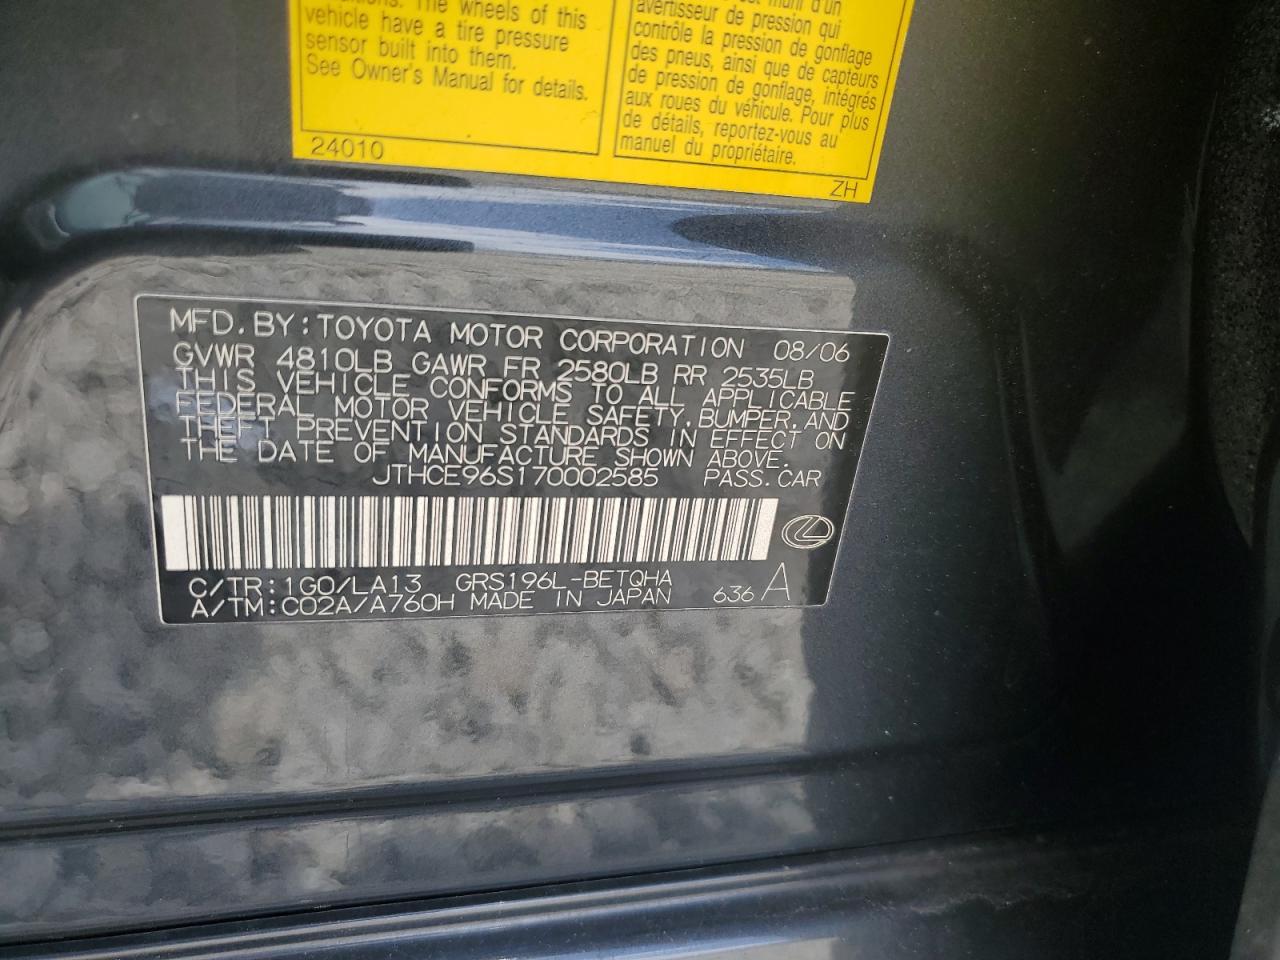 The wheels of this
vehicle have a tire pressure
sensor built into them.
See Owner's Manual for details.
24010
avertisseur de pression qui
contrôle la pression de gonflage
des pneus, ainsi que de capteurs
de pression de gonflage, intégrés
aux roues du véhicule. Pour plus
de détails, reportez-vous au
manuel du propriétaire.
ZH
MFD.BY:TOYOTA MOTOR CORPORATION 08/06
GVWR 4810LB GAWR FR 2580LB RR 2535LB
THIS VEHICLE CONFORMS TO ALL APPLICABLE
FEDERAL MOTOR VEHICLE SAFETY,BUMPER,AND
THEFT PREVENTION STANDARDS IN EFFECT ON
THE DATE OF MANUFACTURE SHOWN ABOVE.
JTHCE96S170002585 PASS.CAR
C/TR:1G0/LA13 GRS196L-BETQHA
A/TM:C02A/A760H MADE IN JAPAN 636 A